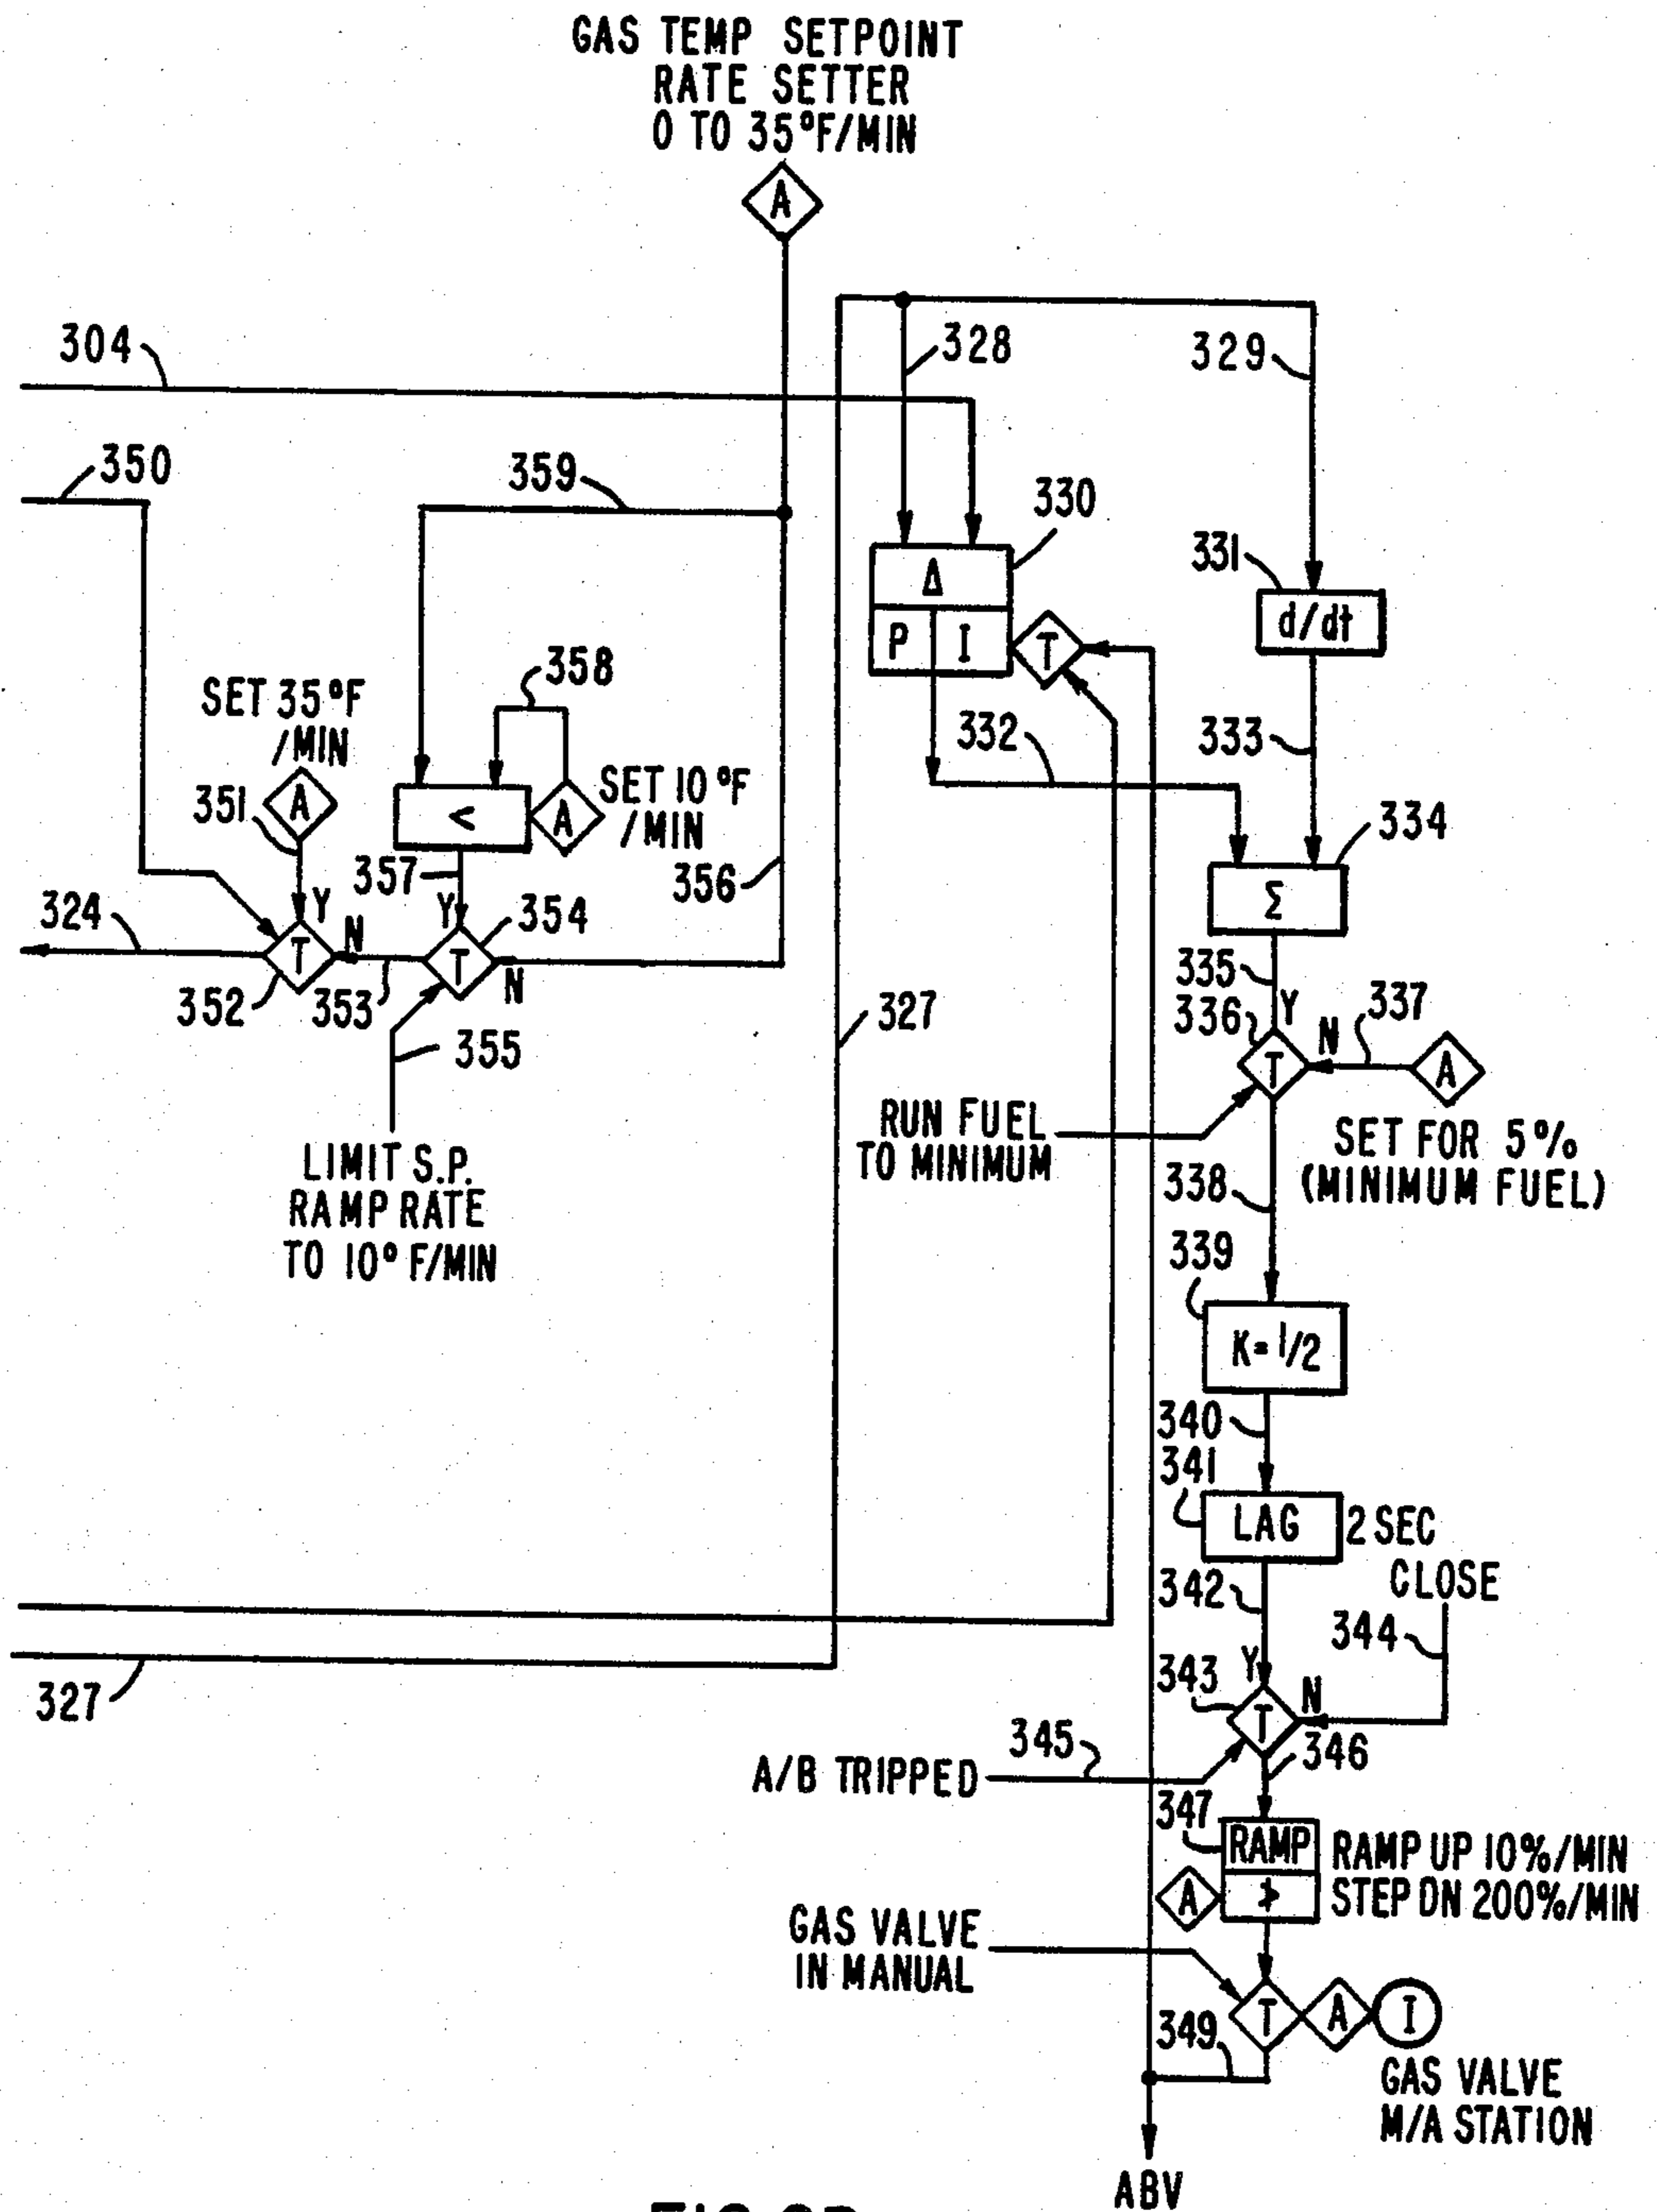 GAS TEMP SETPOINT
RATE SETTER
0 TO 35°F/MIN
A
304
328
329
350
359
330
331
Δ
d/dt
P I
T
358
SET 35°F
/MIN
332
333
351
A
<
A
SET 10°F
/MIN
334
357
356
Σ
324
Y
N
Y
354
T
T
N
335
352
353
327
336
Y
N
337
T
A
355
RUN FUEL
TO MINIMUM
SET FOR 5%
(MINIMUM FUEL)
LIMIT S.P.
RAMP RATE
TO 10° F/MIN
338
339
K=1/2
340
341
LAG
2 SEC
CLOSE
342
344
327
343
Y
N
T
345
346
A/B TRIPPED
347
RAMP
RAMP UP 10%/MIN
A
STEP DN 200%/MIN
GAS VALVE
IN MANUAL
T
A
I
349
GAS VALVE
M/A STATION
ABV